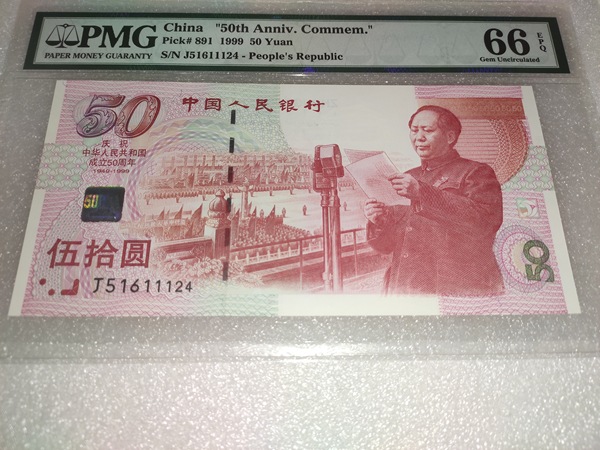 PMG
PAPER MONEY GUARANTY
China "50th Anniv. Commem."
Pick# 891 1999 50 Yuan
S/N J51611124 - People's Republic
66 EPQ
Gem Uncirculated
50
中国人民银行
庆祝
中华人民共和国
成立50周年
1949-1999
50
伍拾圆
J51611124
50